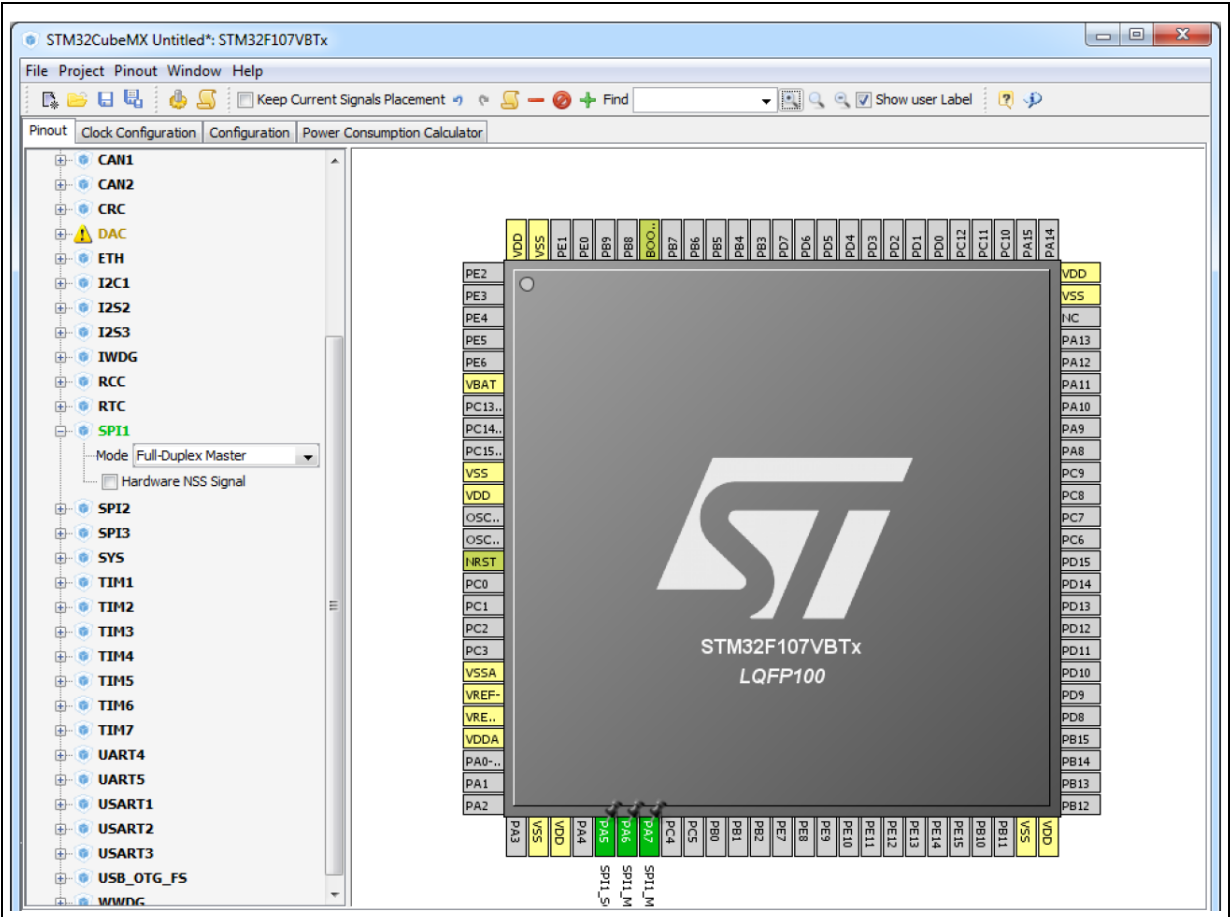 STM32CubeMX Untitled*: STM32F107VBTx
File Project Pinout Window Help
Keep Current Signals Placement Find Show user Label
Pinout Clock Configuration Configuration Power Consumption Calculator
CAN1
CAN2
CRC
DAC
ETH
I2C1
I2S2
I2S3
IWDG
RCC
RTC
SPI1
Mode Full-Duplex Master
Hardware NSS Signal
SPI2
SPI3
SYS
TIM1
TIM2
TIM3
TIM4
TIM5
TIM6
TIM7
UART4
UART5
USART1
USART2
USART3
USB_OTG_FS
WWDG
VDD VSS PE1 PE0 PB9 PB8 BOO.. PB7 PB6 PB5 PB4 PB3 PD7 PD6 PD5 PD4 PD3 PD2 PD1 PD0 PC12 PC11 PC10 PA15 PA14
PE2
PE3
PE4
PE5
PE6
VBAT
PC13..
PC14..
PC15..
VSS
VDD
OSC..
OSC..
NRST
PC0
PC1
PC2
PC3
VSSA
VREF-
VRE..
VDDA
PA0-..
PA1
PA2
ST
STM32F107VBTx
LQFP100
VDD
VSS
NC
PA13
PA12
PA11
PA10
PA9
PA8
PC9
PC8
PC7
PC6
PD15
PD14
PD13
PD12
PD11
PD10
PD9
PD8
PB15
PB14
PB13
PB12
PA3 VSS VDD PA4 PA5 PA6 PA7 PC4 PC5 PB0 PB1 PB2 PE7 PE8 PE9 PE10 PE11 PE12 PE13 PE14 PE15 PB10 PB11 VSS VDD
SPI1_S SPI1_M SPI1_M